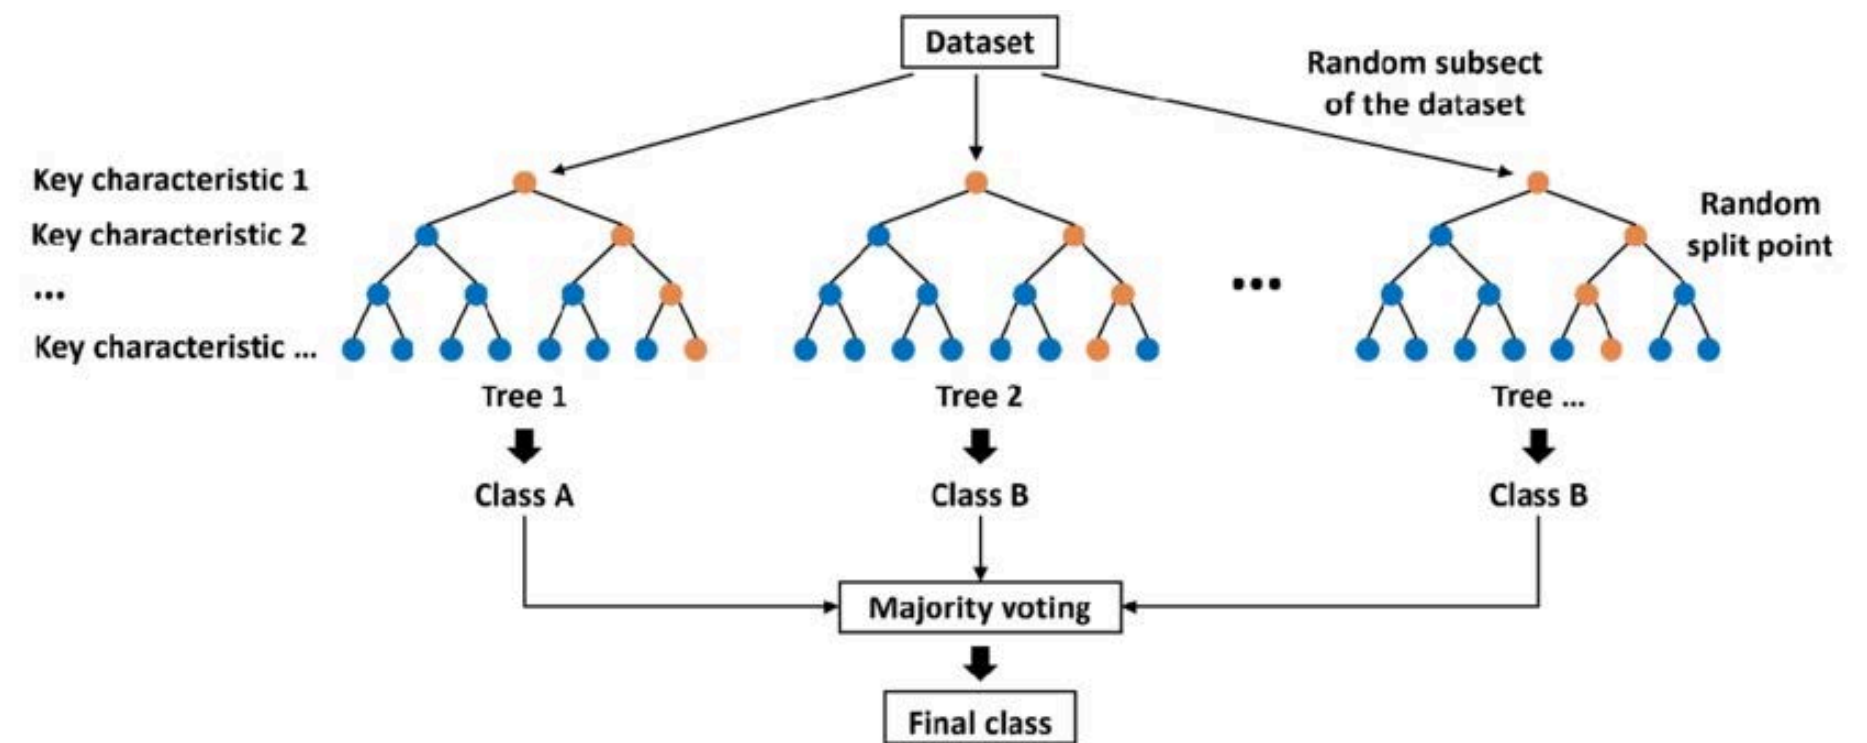 Dataset
Random subsect
of the dataset
Key characteristic 1
Key characteristic 2
...
Key characteristic ...
Random
split point
...
Tree 1
Tree 2
Tree ...
Class A
Class B
Class B
Majority voting
Final class